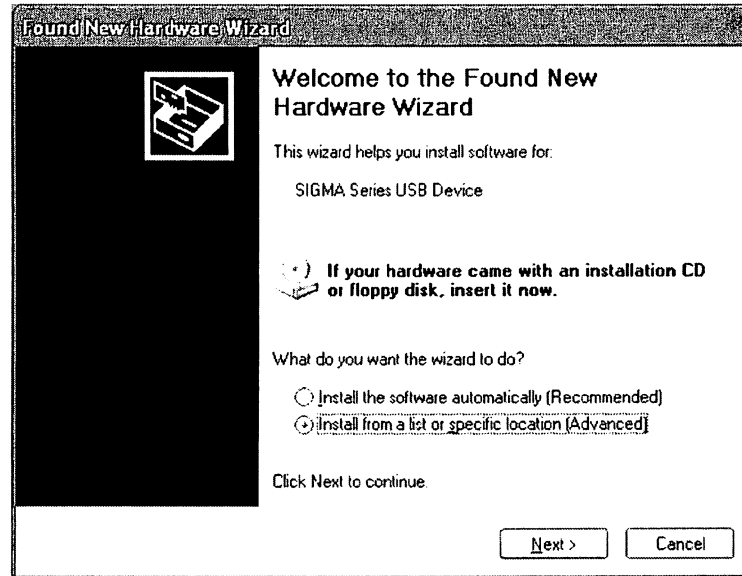 Found New Hardware Wizard
Welcome to the Found New
Hardware Wizard
This wizard helps you install software for:
SIGMA Series USB Device
If your hardware came with an installation CD
or floppy disk, insert it now.
What do you want the wizard to do?
Install the software automatically (Recommended)
Install from a list or specific location (Advanced)
Click Next to continue.
Next >
Cancel